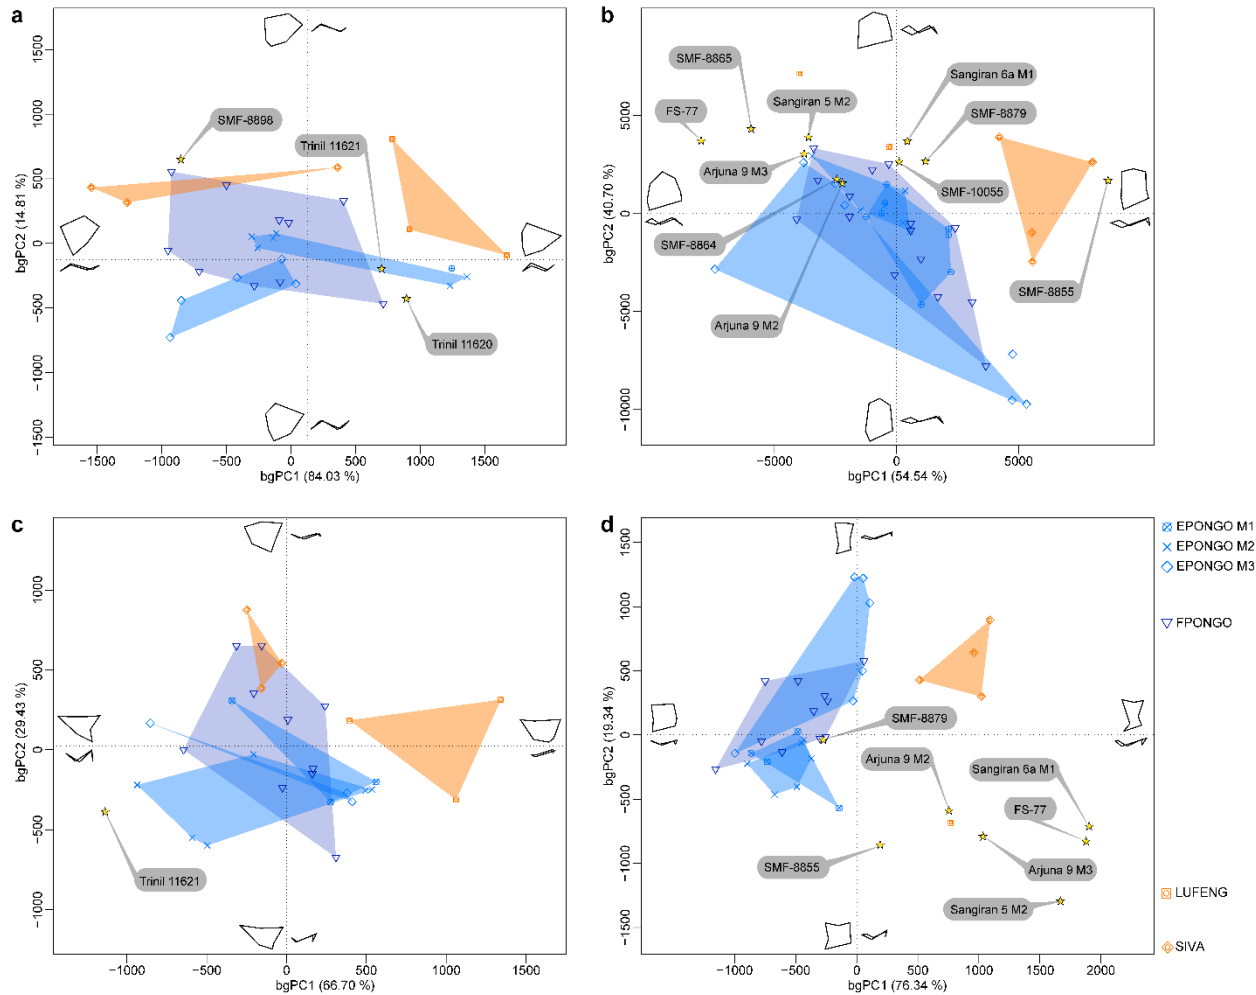 a
1500
1000
500
0
−500
−1000
−1500
bgPC2 (14.81 %)
SMF-8898
Trinil 11621
Trinil 11620
−1500
−1000
−500
0
500
1000
1500
bgPC1 (84.03 %)
b
5000
0
−5000
−10000
bgPC2 (40.70 %)
SMF-8865
Sangiran 6a M1
FS-77
Sangiran 5 M2
SMF-8879
Arjuna 9 M3
SMF-10055
SMF-8864
SMF-8855
Arjuna 9 M2
−5000
0
5000
bgPC1 (54.54 %)
c
1000
500
0
−500
−1000
bgPC2 (29.43 %)
Trinil 11621
−1000
−500
0
500
1000
1500
bgPC1 (66.70 %)
d
1500
1000
500
0
−500
−1000
−1500
bgPC2 (19.34 %)
SMF-8879
Arjuna 9 M2
Sangiran 6a M1
FS-77
SMF-8855
Arjuna 9 M3
Sangiran 5 M2
−1000
−500
0
500
1000
1500
2000
bgPC1 (76.34 %)
EPONGO M1
EPONGO M2
EPONGO M3
FPONGO
LUFENG
SIVA